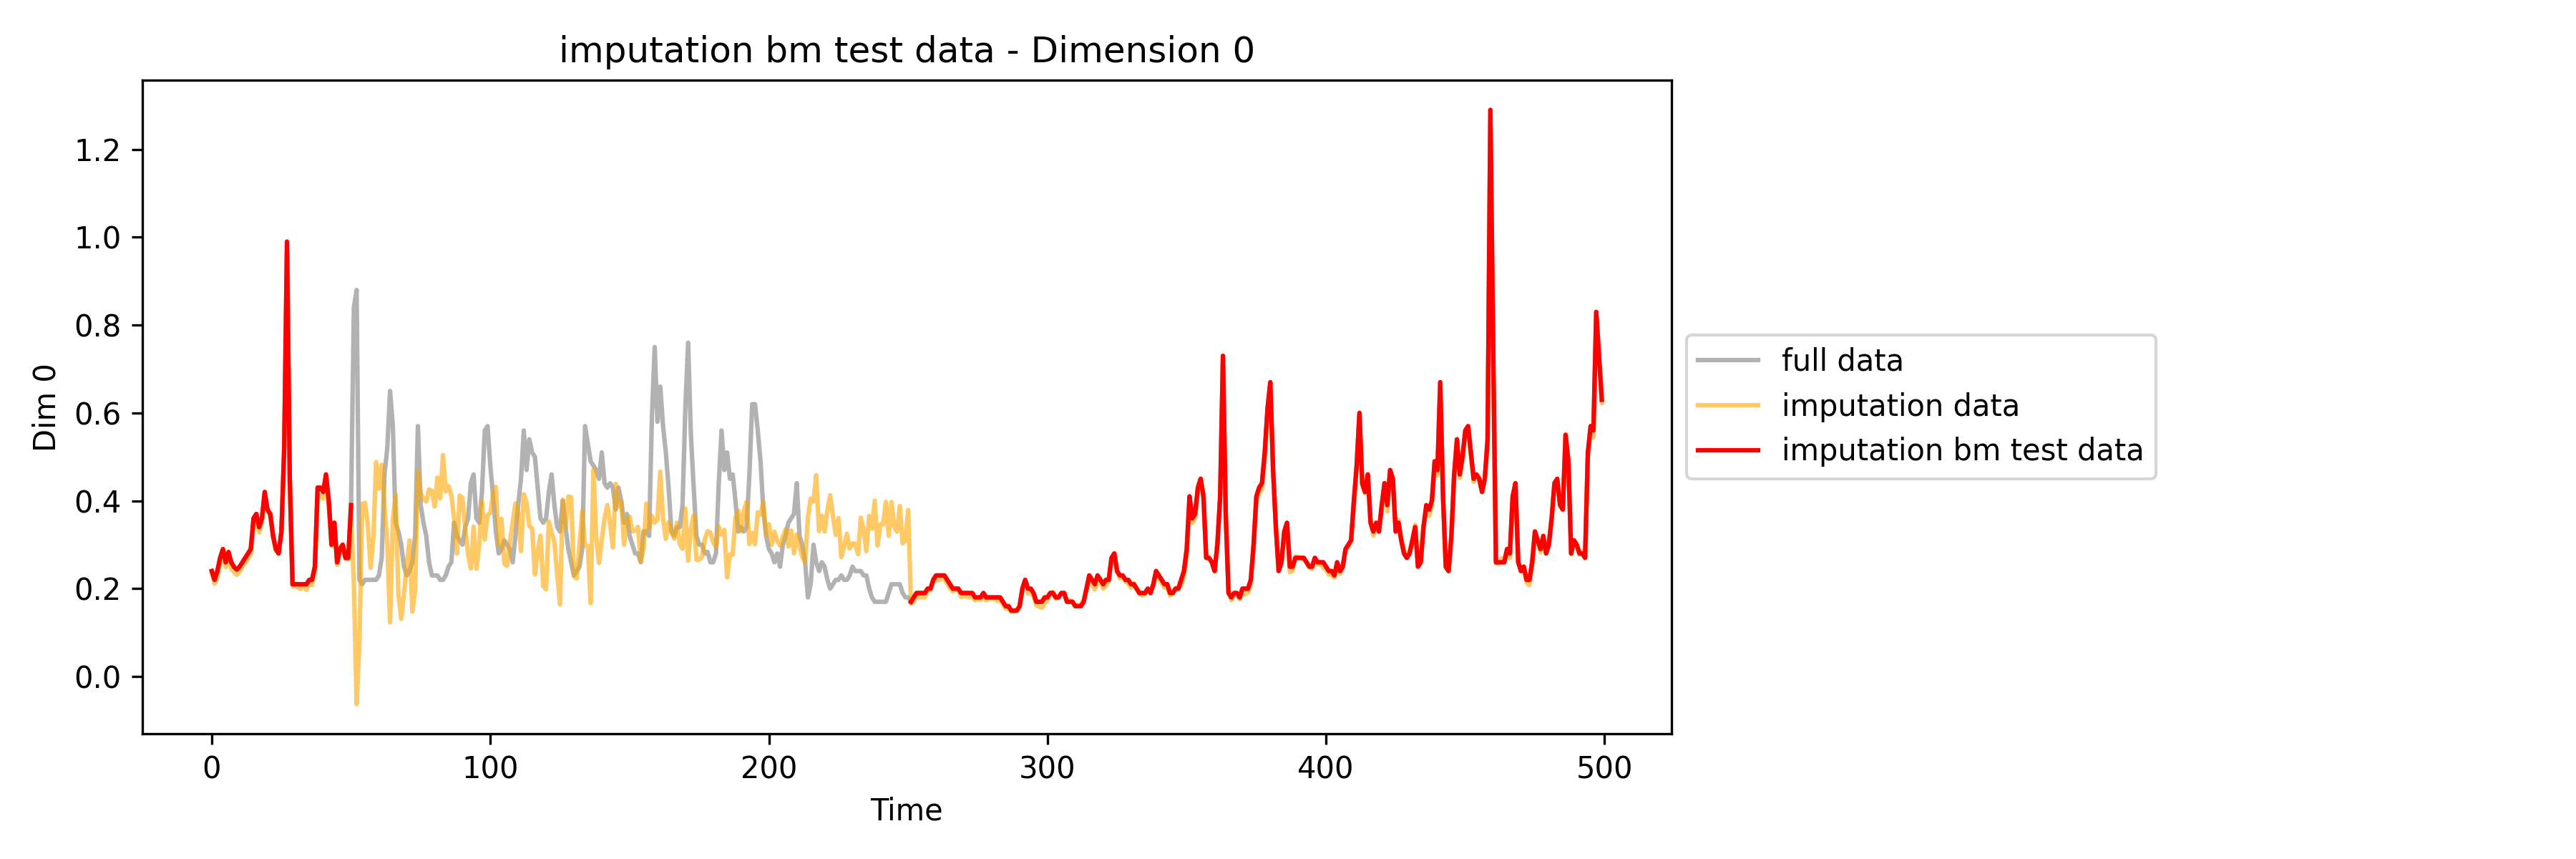 imputation bm test data - Dimension 0
1.2
1.0
0.8
0.6
0.4
0.2
0.0
Dim 0
0 100 200 300 400 500
Time
full data
imputation data
imputation bm test data